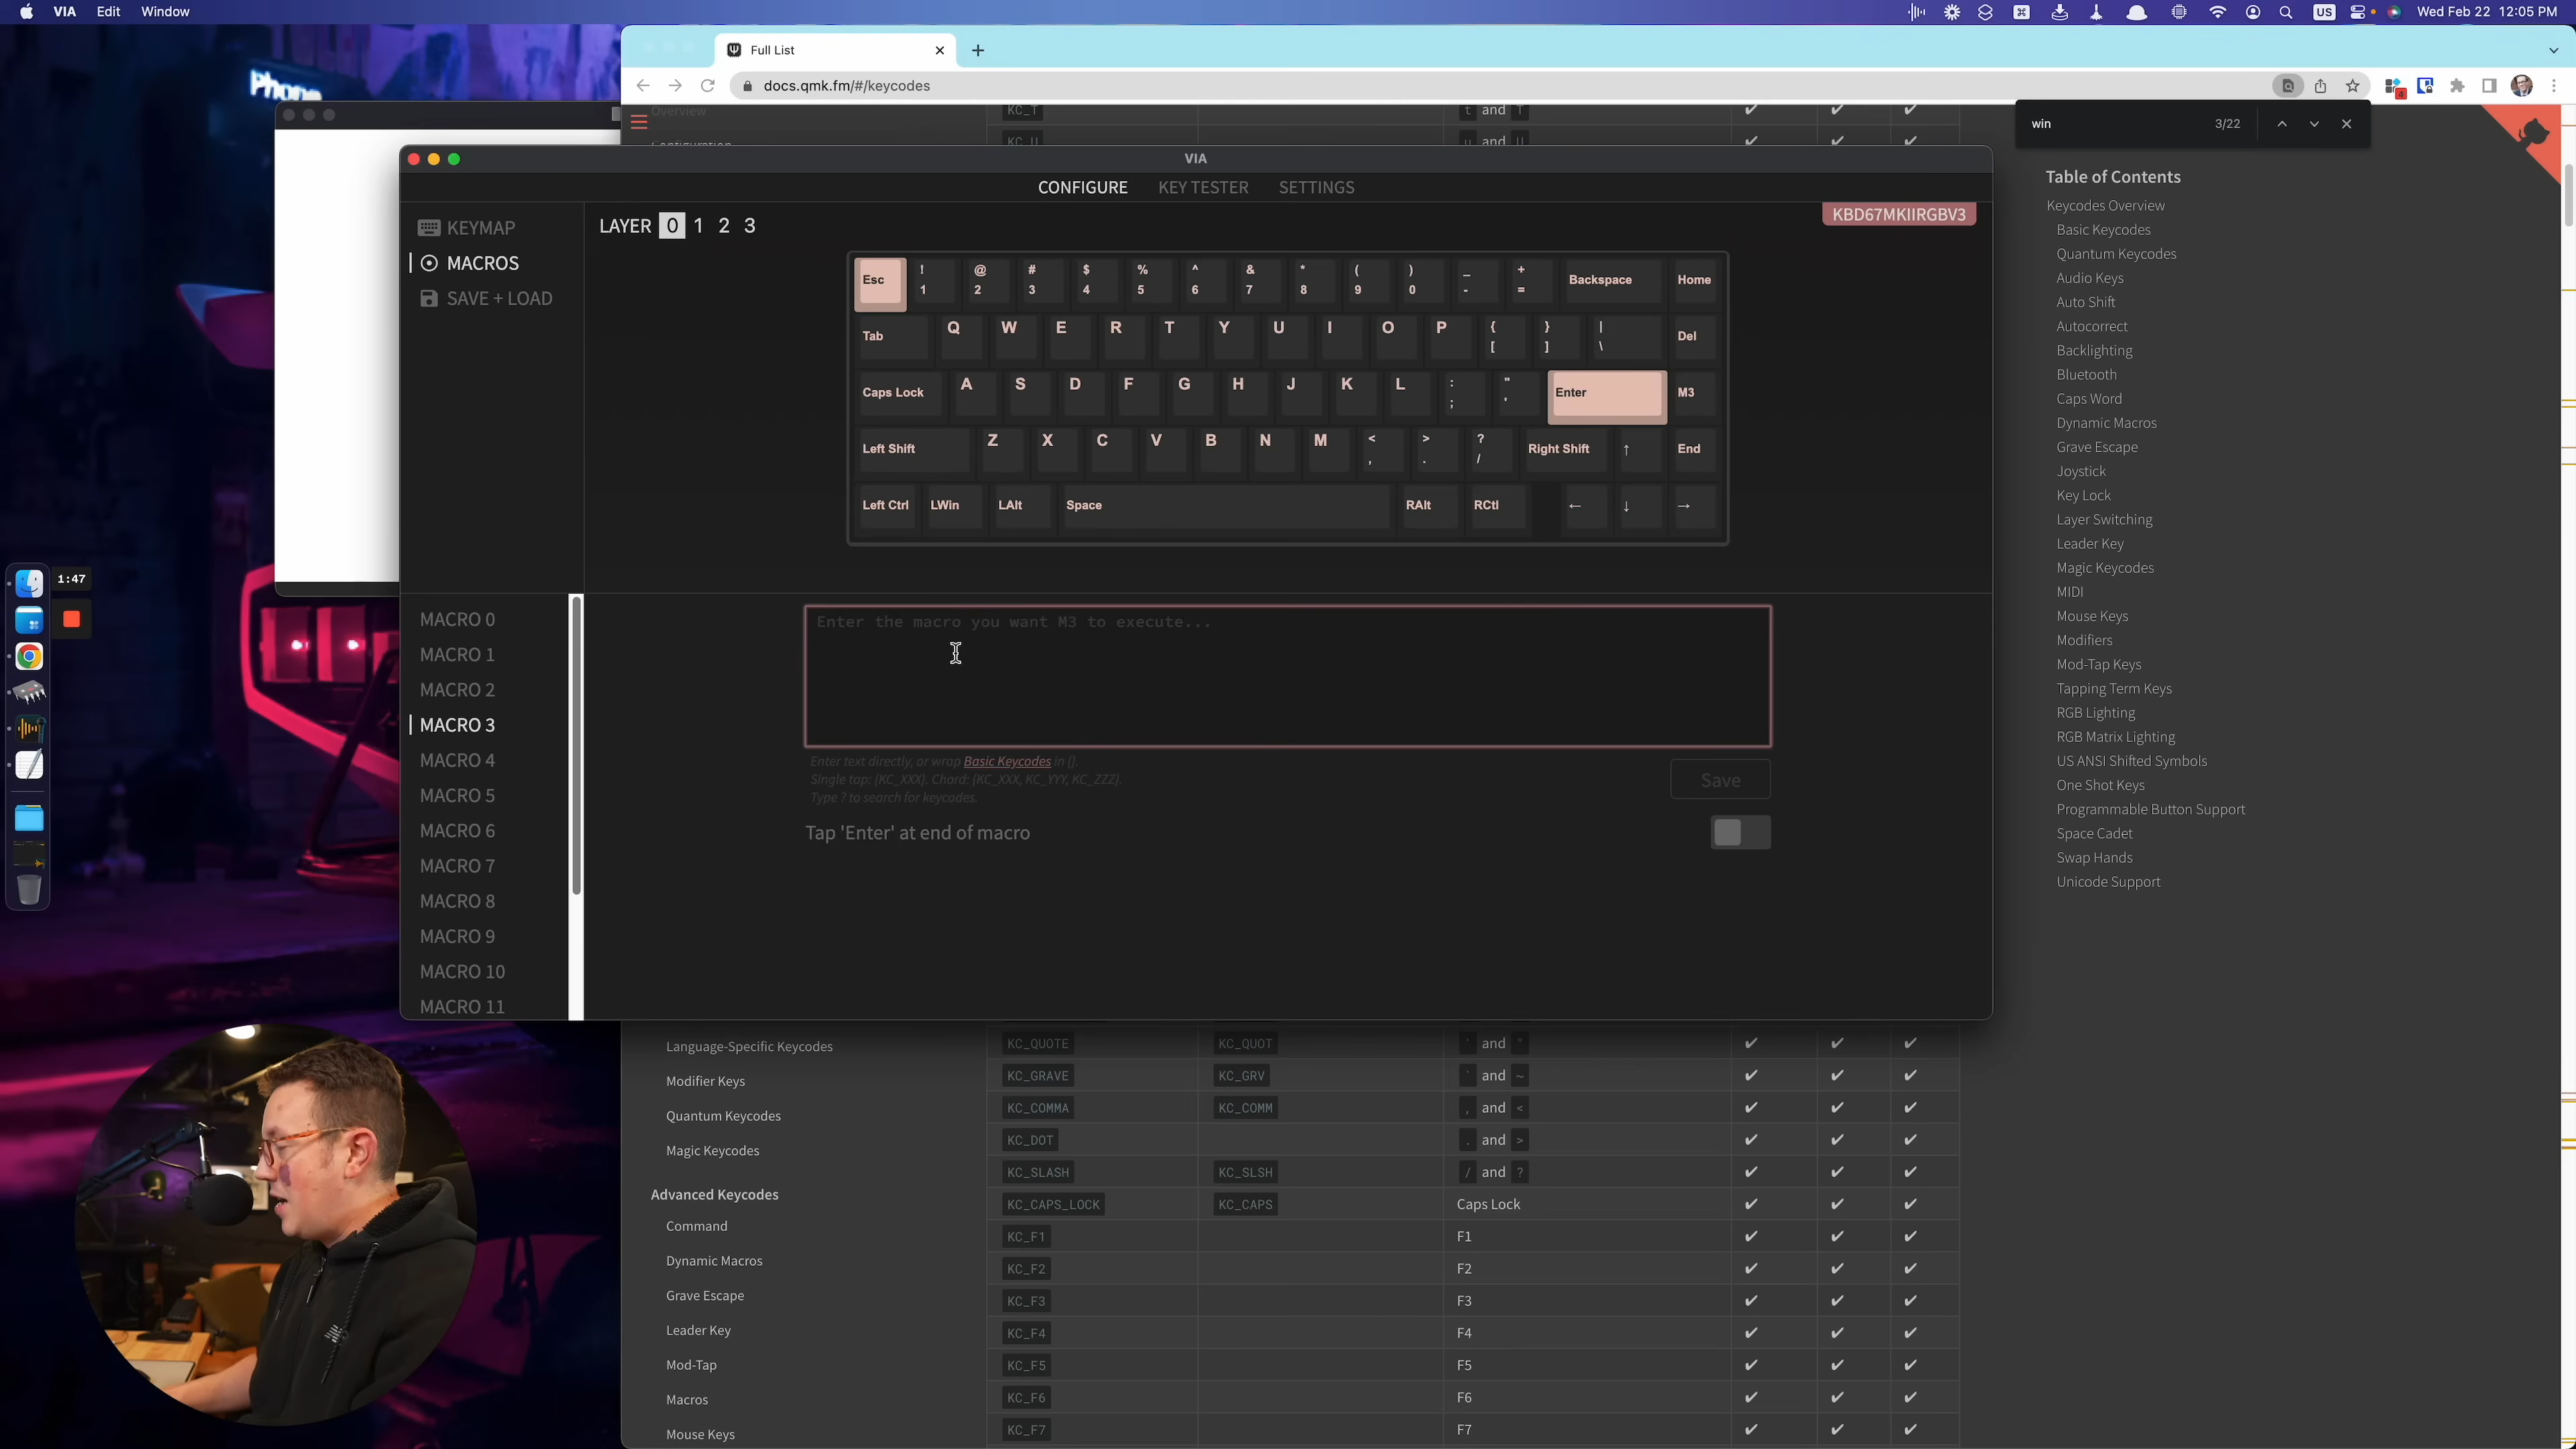 VIA Edit Window
US
Wed Feb 22 12:05 PM
Phone
Full List
docs.qmk.fm/#/keycodes
4
win
3/22
Overview
KC_T
t and T
Configuration
KC_U
u and U
VIA
CONFIGURE KEY TESTER SETTINGS
KEYMAP
MACROS
SAVE + LOAD
LAYER 0 1 2 3
KBD67MKIIRGBV3
Esc ! @ # $ % ^ & * ( ) _ + Backspace Home
1 2 3 4 5 6 7 8 9 0 - =
Tab Q W E R T Y U I O P { } | Del
[ ] \
Caps Lock A S D F G H J K L : " Enter M3
; '
Left Shift Z X C V B N M < > ? Right Shift ↑ End
, . /
Left Ctrl LWin LAlt Space RAlt RCtl ← ↓ →
1:47
MACRO 0
MACRO 1
MACRO 2
MACRO 3
MACRO 4
MACRO 5
MACRO 6
MACRO 7
MACRO 8
MACRO 9
MACRO 10
MACRO 11
Enter the macro you want M3 to execute...
Enter text directly, or wrap Basic Keycodes in {}.
Single tap: {KC_XXX}. Chord: {KC_XXX, KC_YYY, KC_ZZZ}.
Type ? to search for keycodes.
Save
Tap 'Enter' at end of macro
Table of Contents
Keycodes Overview
Basic Keycodes
Quantum Keycodes
Audio Keys
Auto Shift
Autocorrect
Backlighting
Bluetooth
Caps Word
Dynamic Macros
Grave Escape
Joystick
Key Lock
Layer Switching
Leader Key
Magic Keycodes
MIDI
Mouse Keys
Modifiers
Mod-Tap Keys
Tapping Term Keys
RGB Lighting
RGB Matrix Lighting
US ANSI Shifted Symbols
One Shot Keys
Programmable Button Support
Space Cadet
Swap Hands
Unicode Support
Language-Specific Keycodes
Modifier Keys
Quantum Keycodes
Magic Keycodes
Advanced Keycodes
Command
Dynamic Macros
Grave Escape
Leader Key
Mod-Tap
Macros
Mouse Keys
KC_QUOTE KC_QUOT ' and " ✔ ✔ ✔
KC_GRAVE KC_GRV ` and ~ ✔ ✔ ✔
KC_COMMA KC_COMM , and < ✔ ✔ ✔
KC_DOT . and > ✔ ✔ ✔
KC_SLASH KC_SLSH / and ? ✔ ✔ ✔
KC_CAPS_LOCK KC_CAPS Caps Lock ✔ ✔ ✔
KC_F1 F1 ✔ ✔ ✔
KC_F2 F2 ✔ ✔ ✔
KC_F3 F3 ✔ ✔ ✔
KC_F4 F4 ✔ ✔ ✔
KC_F5 F5 ✔ ✔ ✔
KC_F6 F6 ✔ ✔ ✔
KC_F7 F7 ✔ ✔ ✔